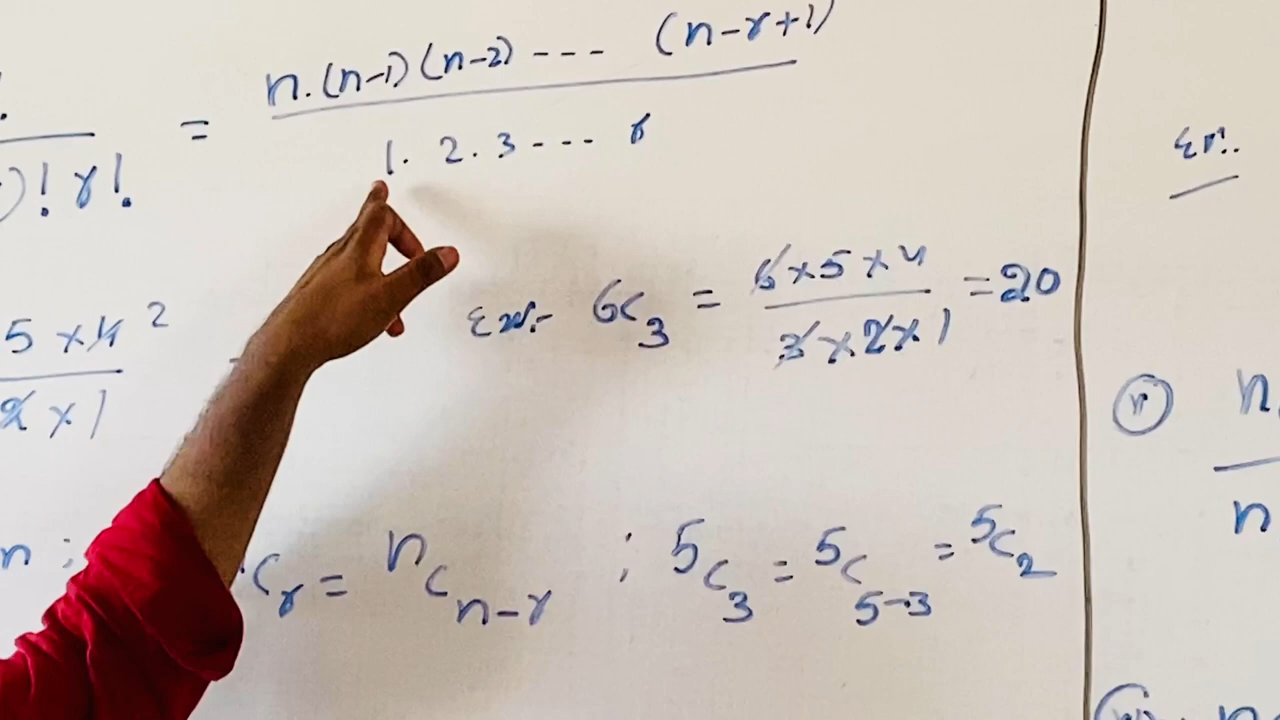 )! r! = n.(n-1)(n-2) --- (n-r+1) / 1. 2. 3 --- r
5 × 4 2 / 2 × 1
Ex:- 6C3 = 6×5×4 / 3×2×1 = 20
n ; Cr = nCn-r ; 5C3 = 5C5-3 = 5C2
Ex:-
n
n